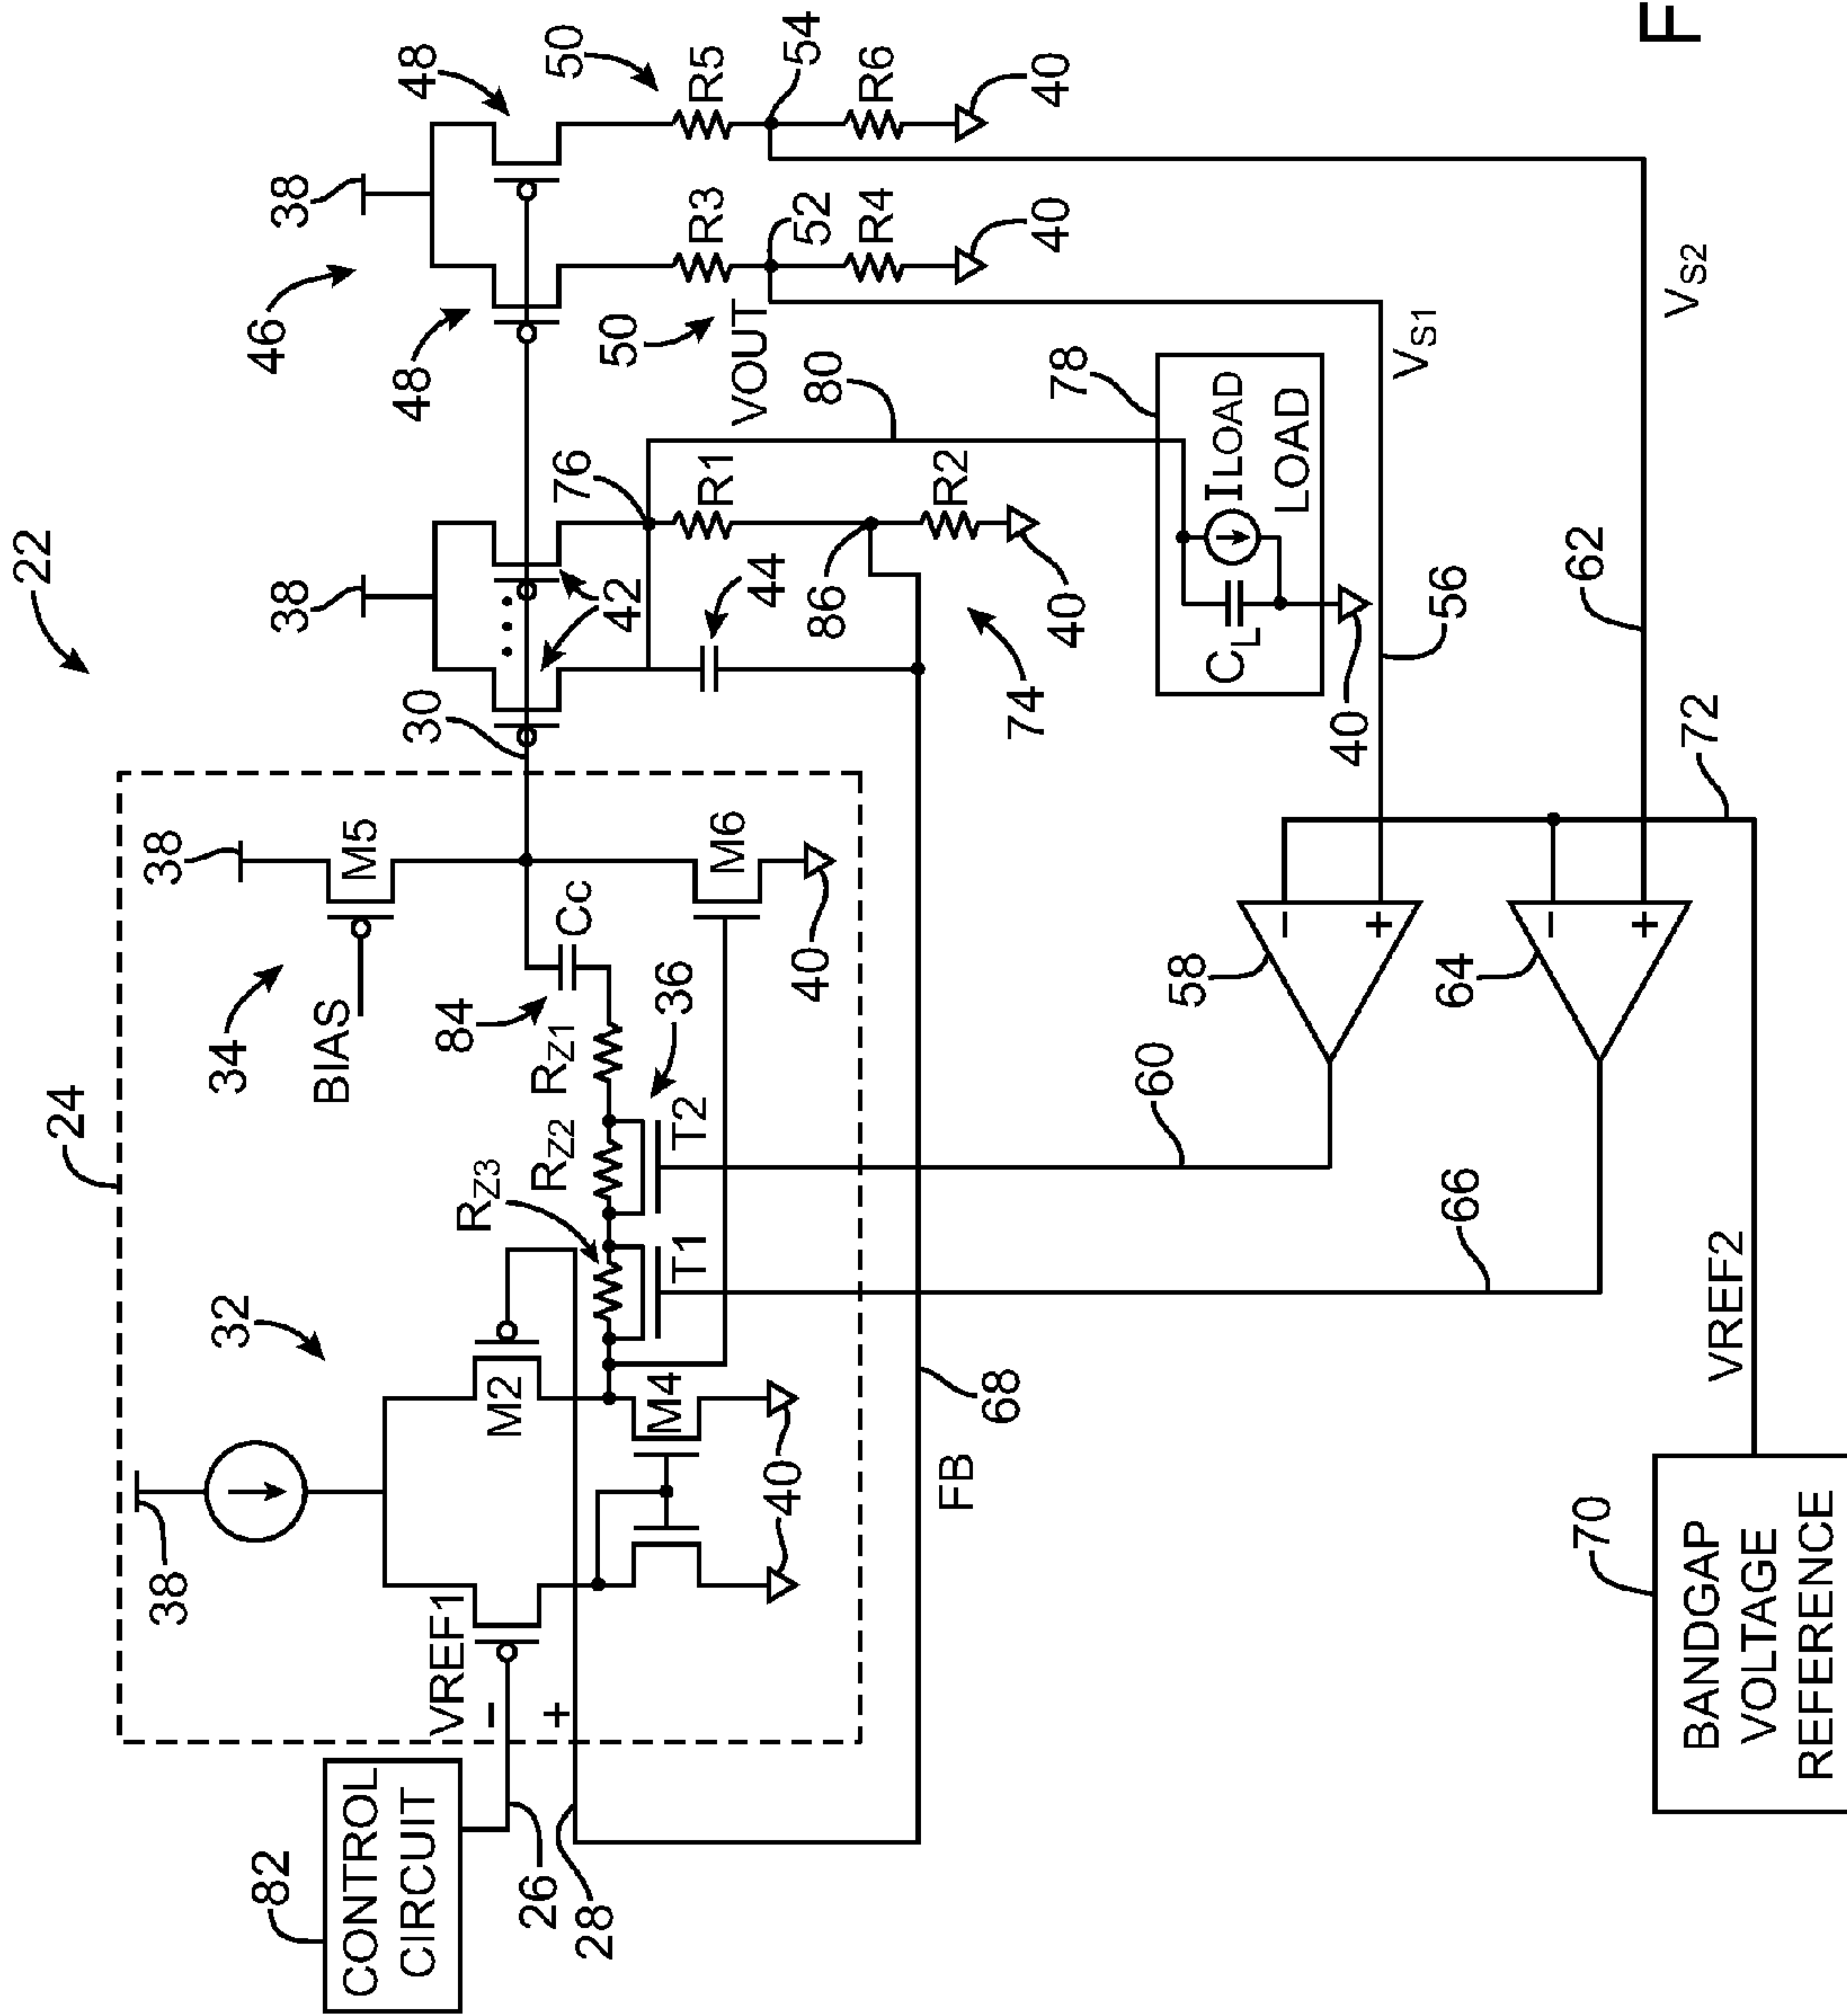 22
24
34
38
BIAS
M5
30
38
42
76
R1
86
R2
40
44
74
46
38
48
48
50
R5
54
R6
40
50
R3
52
R4
40
VOUT
80
78
ILOAD
LOAD
CL
40
82
CONTROL
CIRCUIT
26
28
VREF1
−
+
38
32
M2
M4
40
RZ3
RZ2
RZ1
84
Cc
36
T1
T2
M6
40
FB
68
60
66
58
−
+
64
−
+
VS1
56
VS2
62
72
VREF2
70
BANDGAP
VOLTAGE
REFERENCE
F